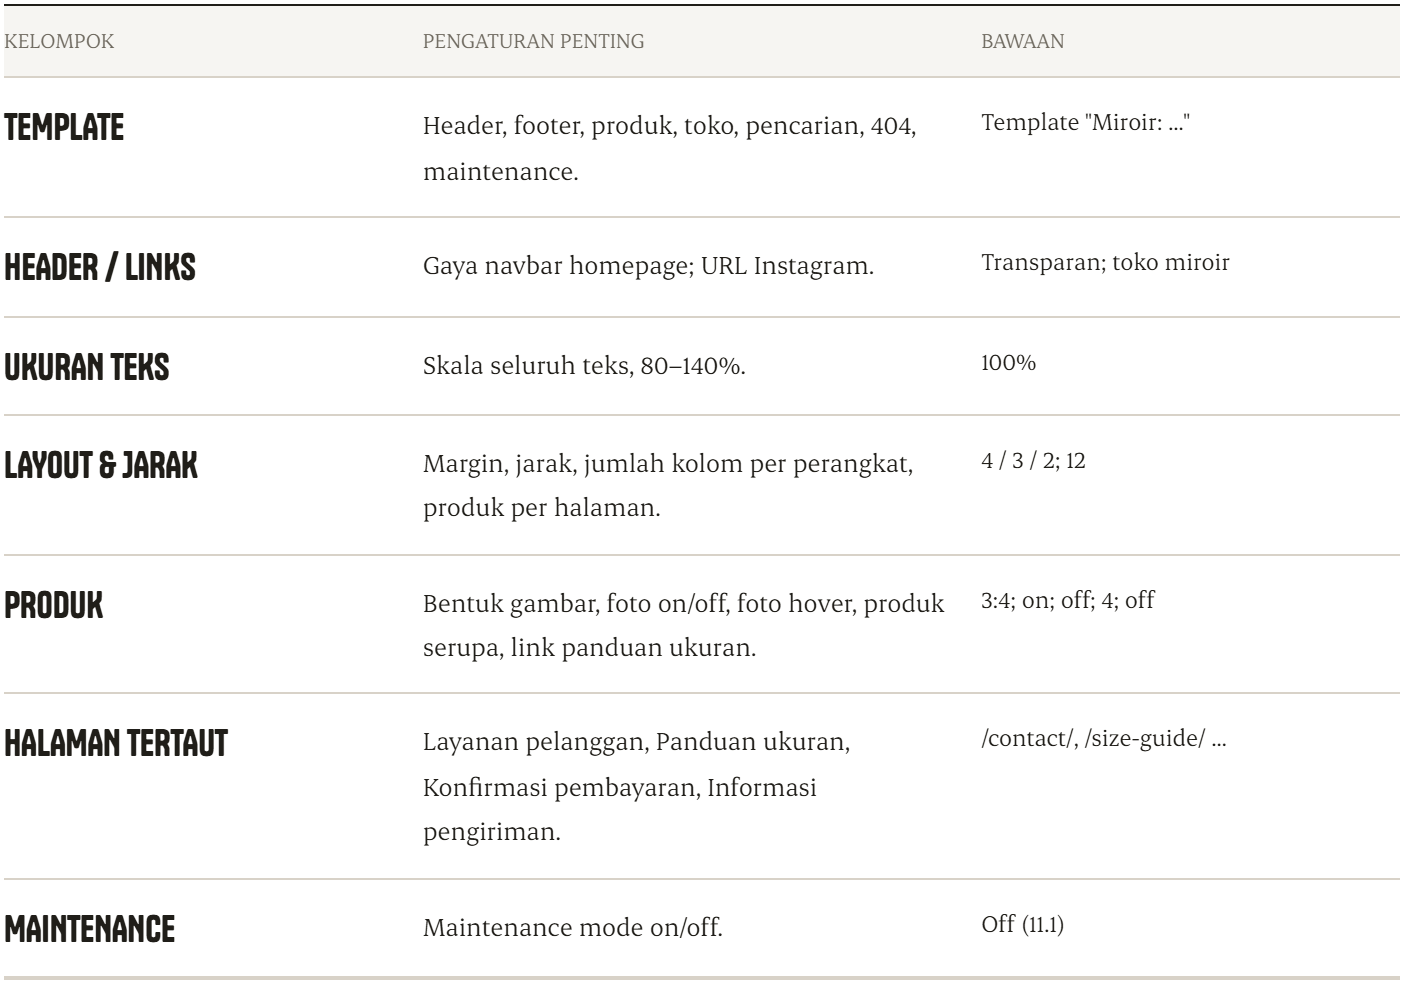 KELOMPOK PENGATURAN PENTING BAWAAN
TEMPLATE Header, footer, produk, toko, pencarian, 404, Template "Miroir: ..."
maintenance.
HEADER / LINKS Gaya navbar homepage; URL Instagram. Transparan; toko miroir
UKURAN TEKS Skala seluruh teks, 80–140%. 100%
LAYOUT & JARAK Margin, jarak, jumlah kolom per perangkat, 4 / 3 / 2; 12
produk per halaman.
PRODUK Bentuk gambar, foto on/off, foto hover, produk 3:4; on; off; 4; off
serupa, link panduan ukuran.
HALAMAN TERTAUT Layanan pelanggan, Panduan ukuran, /contact/, /size-guide/ ...
Konfirmasi pembayaran, Informasi
pengiriman.
MAINTENANCE Maintenance mode on/off. Off (11.1)